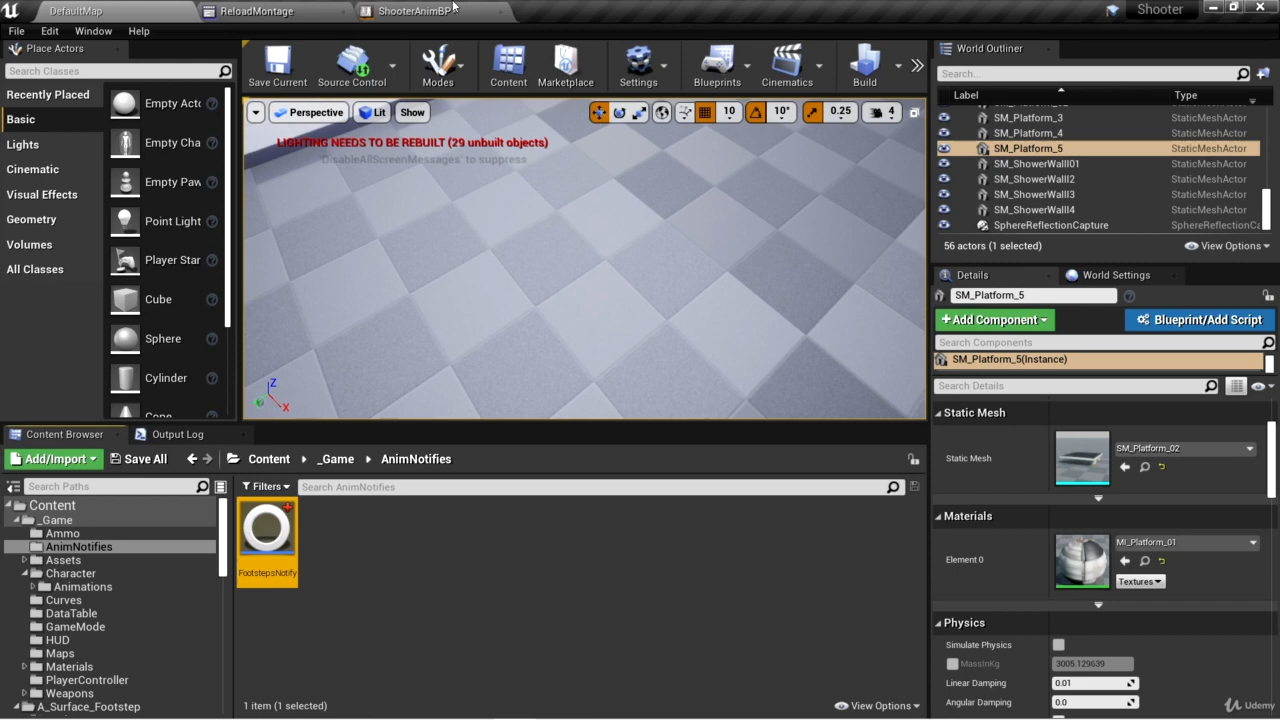 DefaultMap
ReloadMontage
ShooterAnimBP
Shooter
File Edit Window Help
Place Actors
Search Classes
Recently Placed
Basic
Lights
Cinematic
Visual Effects
Geometry
Volumes
All Classes
Empty Acto
Empty Cha
Empty Paw
Point Light
Player Star
Cube
Sphere
Cylinder
Cone
Save Current
Source Control
Modes
Content
Marketplace
Settings
Blueprints
Cinematics
Build
Perspective
Lit
Show
10
10°
0.25
4
LIGHTING NEEDS TO BE REBUILT (29 unbuilt objects)
'DisableAllScreenMessages' to suppress
Z
X
World Outliner
Search...
Label Type
SM_Platform_3 StaticMeshActor
SM_Platform_4 StaticMeshActor
SM_Platform_5 StaticMeshActor
SM_ShowerWalll01 StaticMeshActor
SM_ShowerWalll2 StaticMeshActor
SM_ShowerWalll3 StaticMeshActor
SM_ShowerWalll4 StaticMeshActor
SphereReflectionCapture SphereReflectionCa
56 actors (1 selected)
View Options
Details
World Settings
SM_Platform_5
+Add Component
Blueprint/Add Script
Search Components
SM_Platform_5(Instance)
Search Details
Static Mesh
Static Mesh
SM_Platform_02
Materials
Element 0
MI_Platform_01
Textures
Physics
Simulate Physics
MassInKg 3005.129639
Linear Damping 0.01
Angular Damping 0.0
Content Browser
Output Log
Add/Import
Save All
Content _Game AnimNotifies
Search Paths
Filters
Search AnimNotifies
Content
_Game
Ammo
AnimNotifies
Assets
Character
Animations
Curves
DataTable
GameMode
HUD
Maps
Materials
PlayerController
Weapons
A_Surface_Footstep
FootstepsNotify
1 item (1 selected)
View Options
Udemy